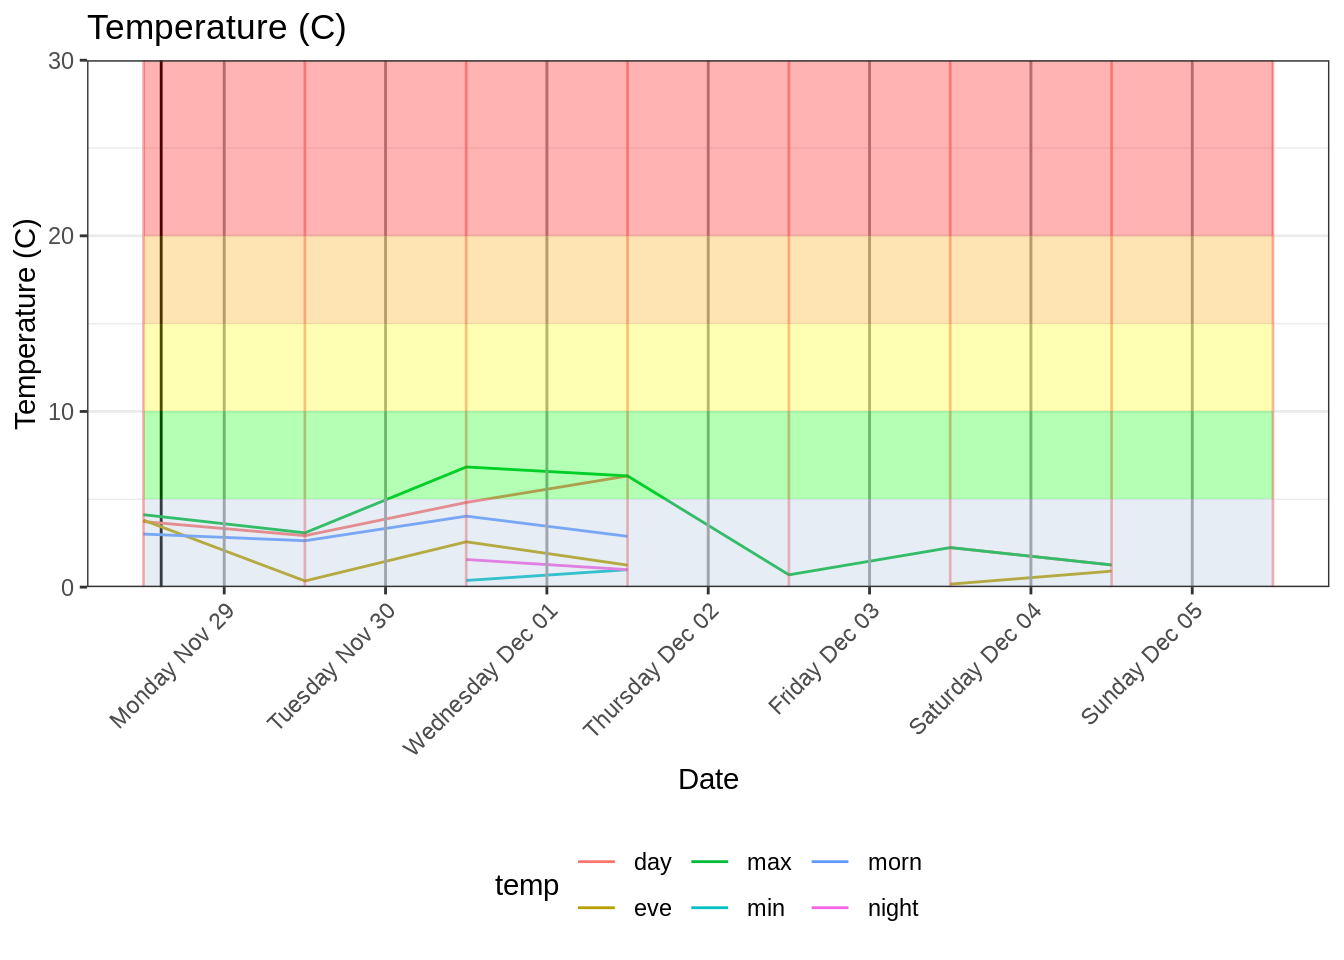 Temperature (C)
Temperature (C)
30
20
10
0
Monday Nov 29
Tuesday Nov 30
Wednesday Dec 01
Thursday Dec 02
Friday Dec 03
Saturday Dec 04
Sunday Dec 05
Date
temp
day
max
morn
eve
min
night